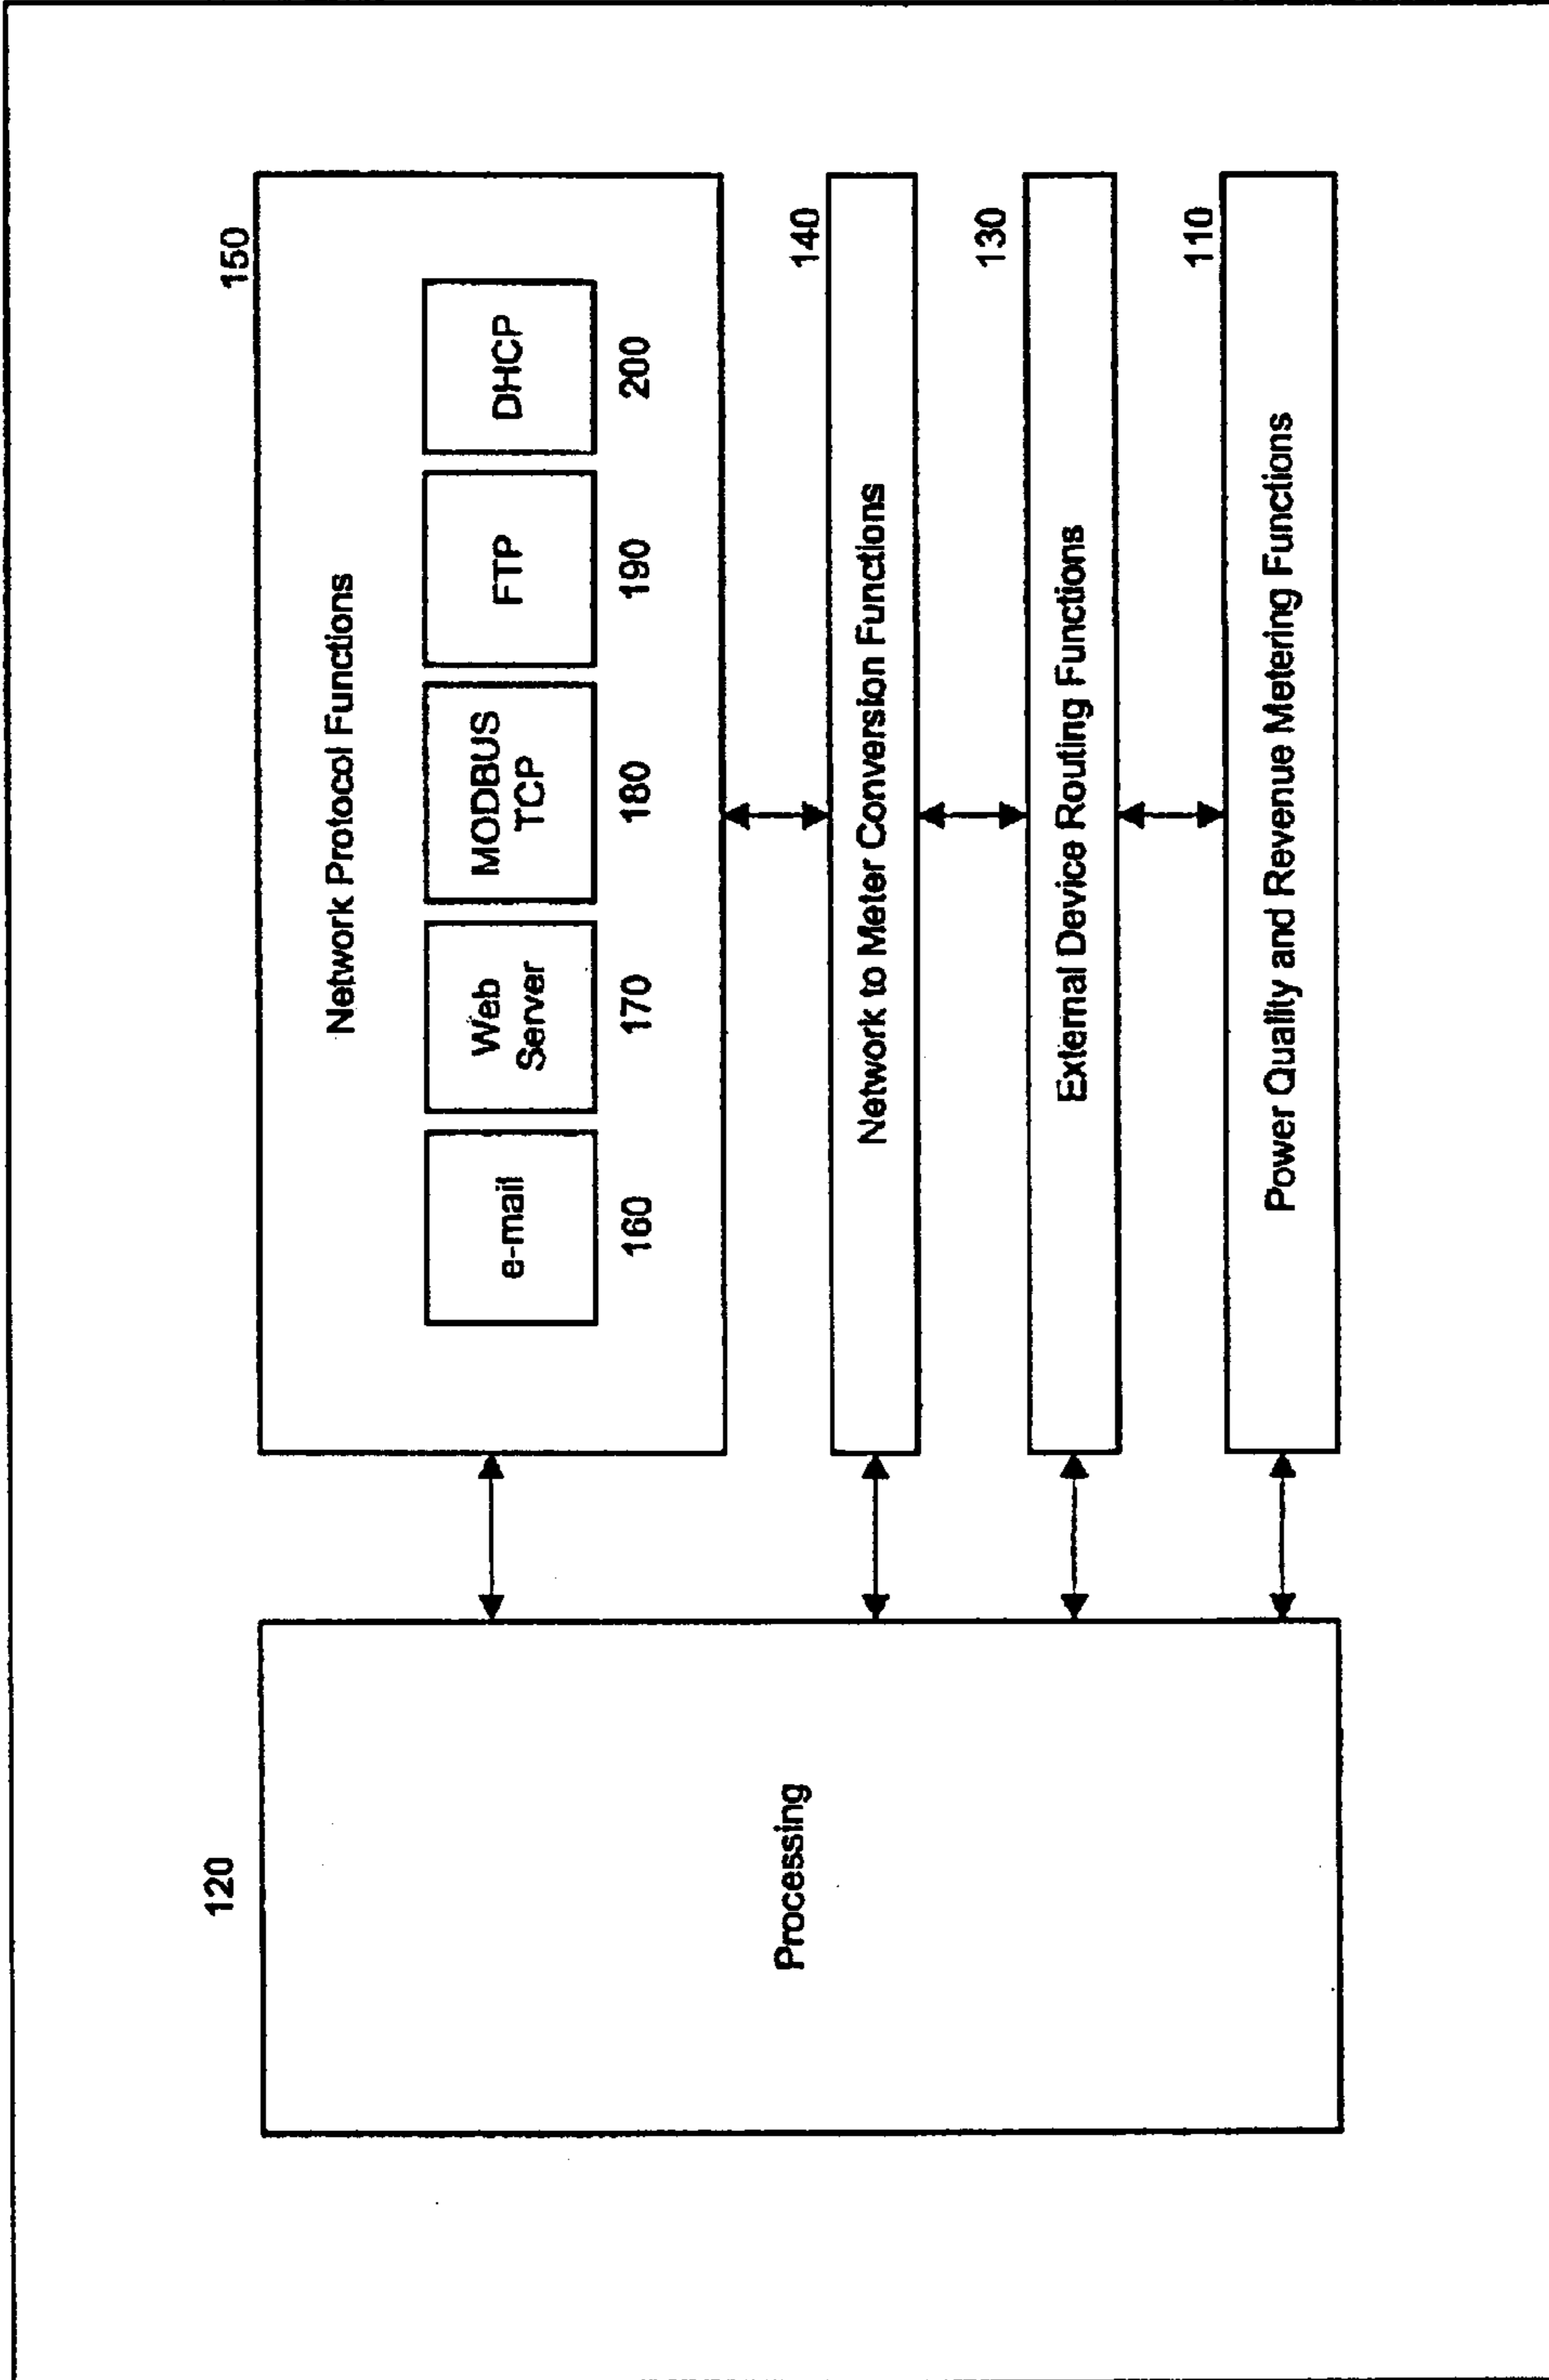 120
Processing
150
Network Protocol Functions
e-mail
Web
Server
MODBUS
TCP
FTP
DHCP
160
170
180
190
200
140
Network to Meter Conversion Functions
130
External Device Routing Functions
110
Power Quality and Revenue Metering Functions